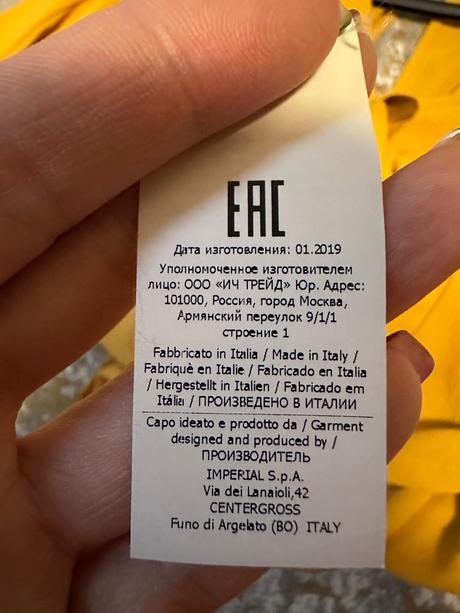 EAC
Дата изготовления: 01.2019
Уполномоченное изготовителем
лицо: ООО «ИЧ ТРЕЙД» Юр. Адрес:
101000, Россия, город Москва,
Армянский переулок 9/1/1
строение 1
Fabbricato in Italia / Made in Italy /
Fabriquè en Italie / Fabricado en Italia
/ Hergestellt in Italien / Fabricado em
Itália / ПРОИЗВЕДЕНО В ИТАЛИИ
Capo ideato e prodotto da / Garment
designed and produced by /
ПРОИЗВОДИТЕЛЬ
IMPERIAL S.p.A.
Via dei Lanaioli,42
CENTERGROSS
Funo di Argelato (BO) ITALY